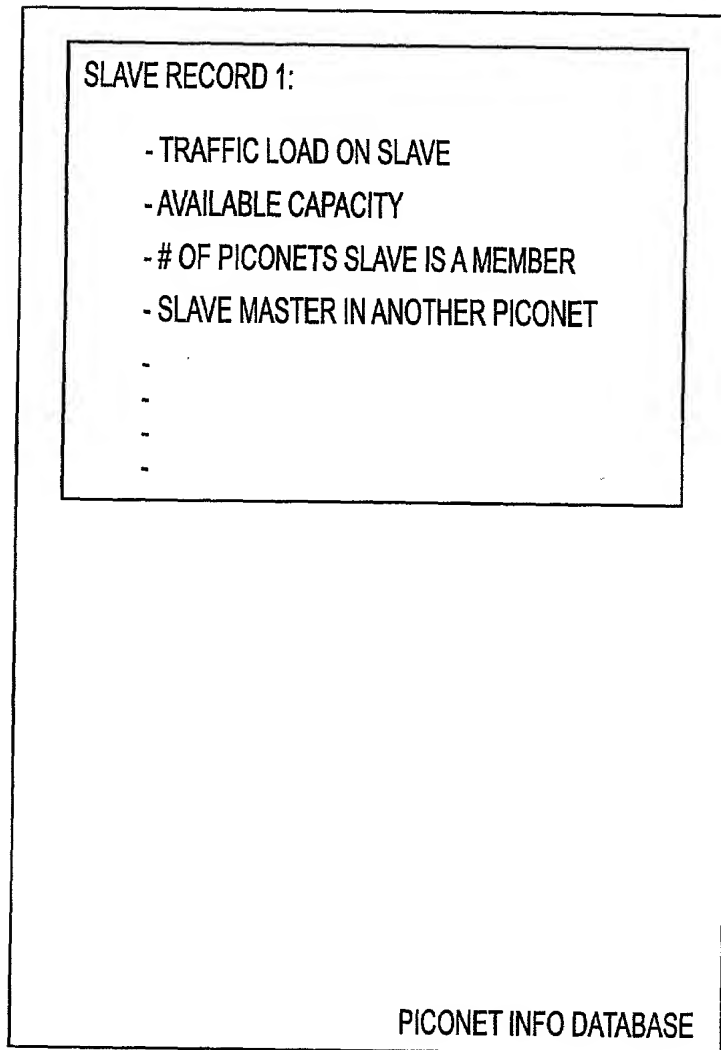 SLAVE RECORD 1:
- TRAFFIC LOAD ON SLAVE
- AVAILABLE CAPACITY
- # OF PICONETS SLAVE IS A MEMBER
- SLAVE MASTER IN ANOTHER PICONET
-
-
-
-
PICONET INFO DATABASE